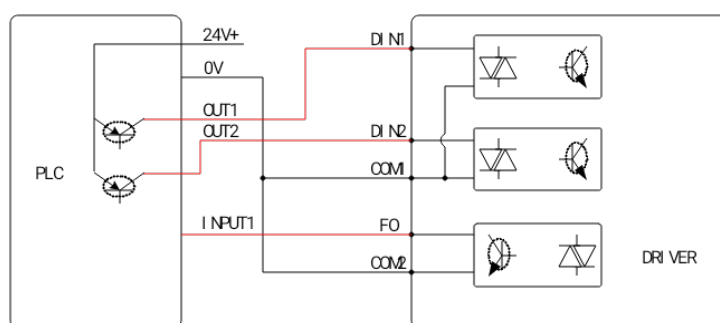 24V+
DIN1
0V
OUT1
OUT2
DIN2
PLC
COM1
INPUT1
FO
COM2
DRIVER